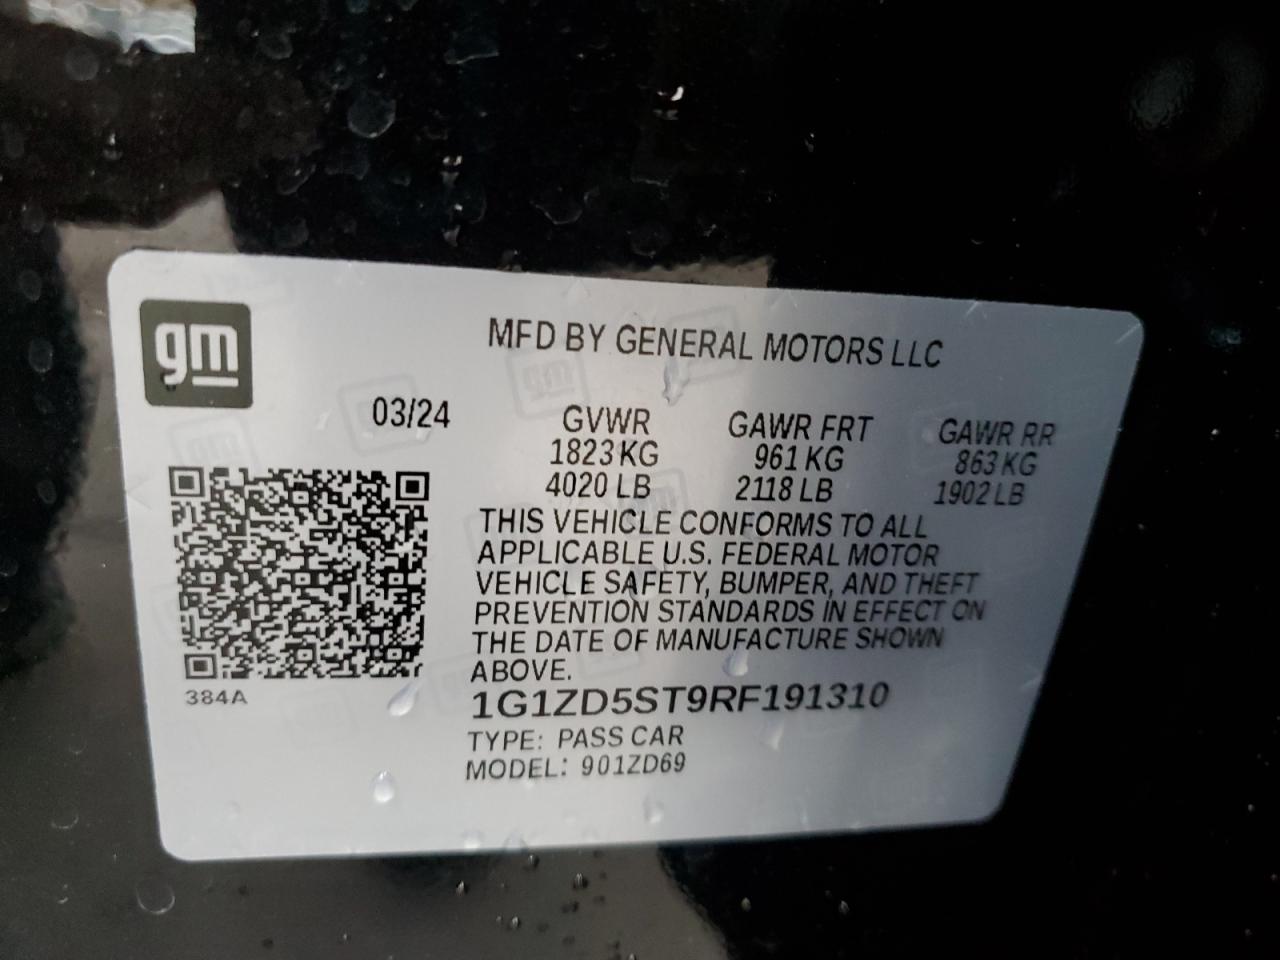 gm
MFD BY GENERAL MOTORS LLC
03/24
GVWR GAWR FRT GAWR RR
1823 KG 961 KG 863 KG
4020 LB 2118 LB 1902 LB
THIS VEHICLE CONFORMS TO ALL
APPLICABLE U.S. FEDERAL MOTOR
VEHICLE SAFETY, BUMPER, AND THEFT
PREVENTION STANDARDS IN EFFECT ON
THE DATE OF MANUFACTURE SHOWN
ABOVE.
384A
1G1ZD5ST9RF191310
TYPE: PASS CAR
MODEL: 901ZD69